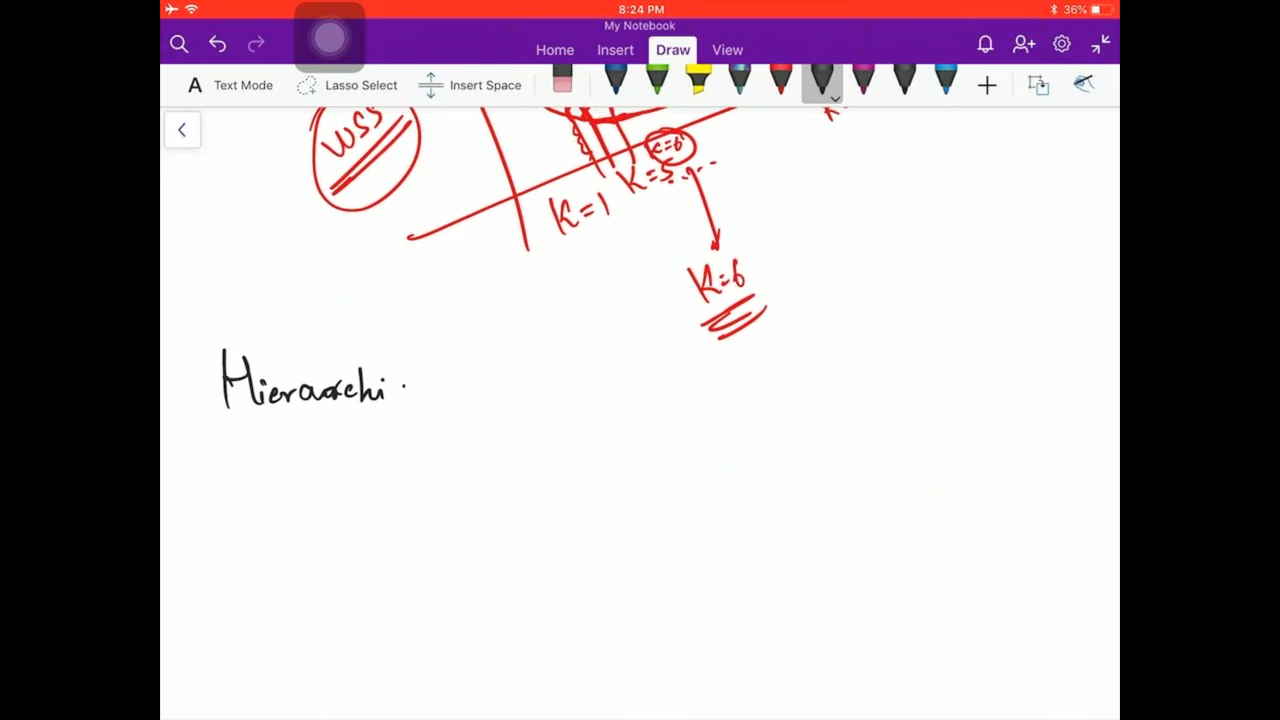 8:24 PM
36%
My Notebook
Home Insert Draw View
A Text Mode Lasso Select Insert Space
WSS
K=6
K=5....
K=1
K=6
Hierarchi